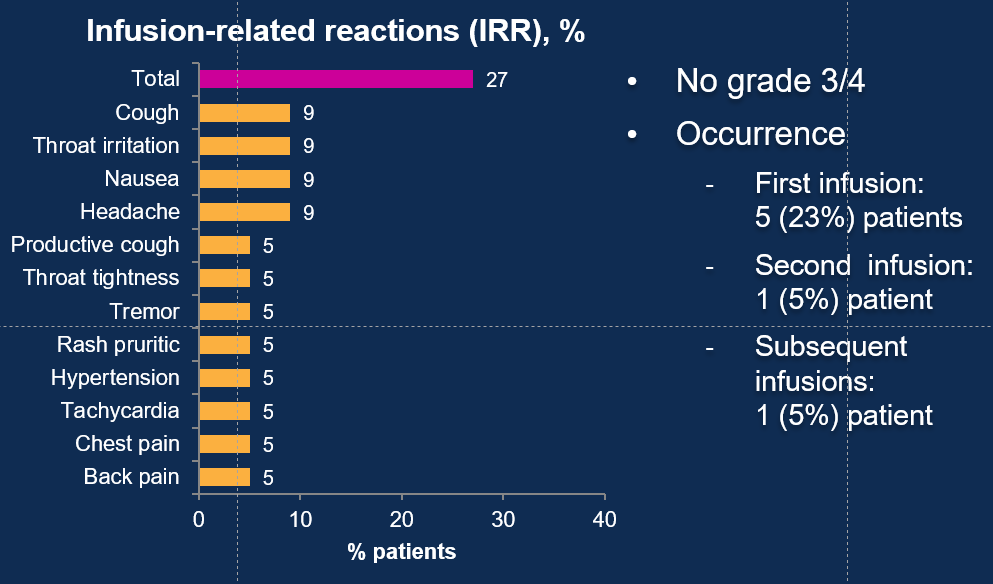 Infusion-related reactions (IRR), %
Total 27
Cough 9
Throat irritation 9
Nausea 9
Headache 9
Productive cough 5
Throat tightness 5
Tremor 5
Rash pruritic 5
Hypertension 5
Tachycardia 5
Chest pain 5
Back pain 5
0 10 20 30 40
% patients
• No grade 3/4
• Occurrence
- First infusion:
5 (23%) patients
- Second infusion:
1 (5%) patient
- Subsequent
infusions:
1 (5%) patient